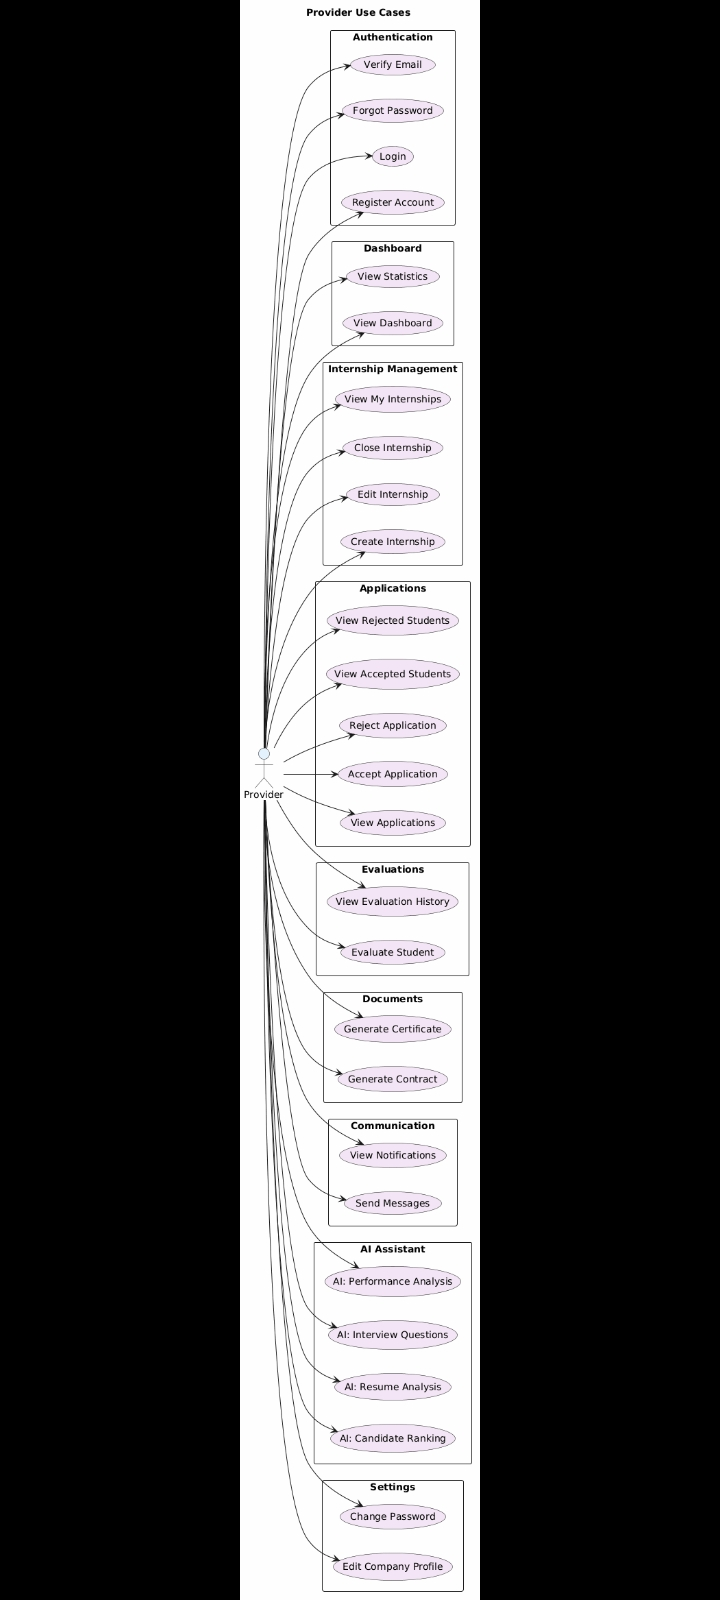 Provider Use Cases
Authentication
Verify Email
Forgot Password
Login
Register Account
Dashboard
View Statistics
View Dashboard
Internship Management
View My Internships
Close Internship
Edit Internship
Create Internship
Applications
View Rejected Students
View Accepted Students
Reject Application
Accept Application
Provider
View Applications
Evaluations
View Evaluation History
Evaluate Student
Documents
Generate Certificate
Generate Contract
Communication
View Notifications
Send Messages
AI Assistant
AI: Performance Analysis
AI: Interview Questions
AI: Resume Analysis
AI: Candidate Ranking
Settings
Change Password
Edit Company Profile